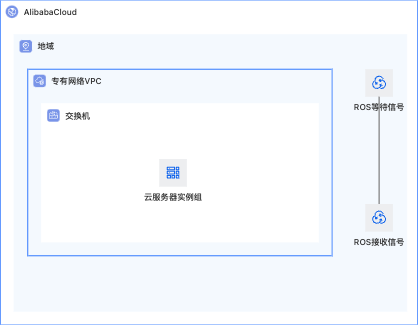 AlibabaCloud
地域
专有网络VPC
交换机
云服务器实例组
ROS等待信号
ROS接收信号